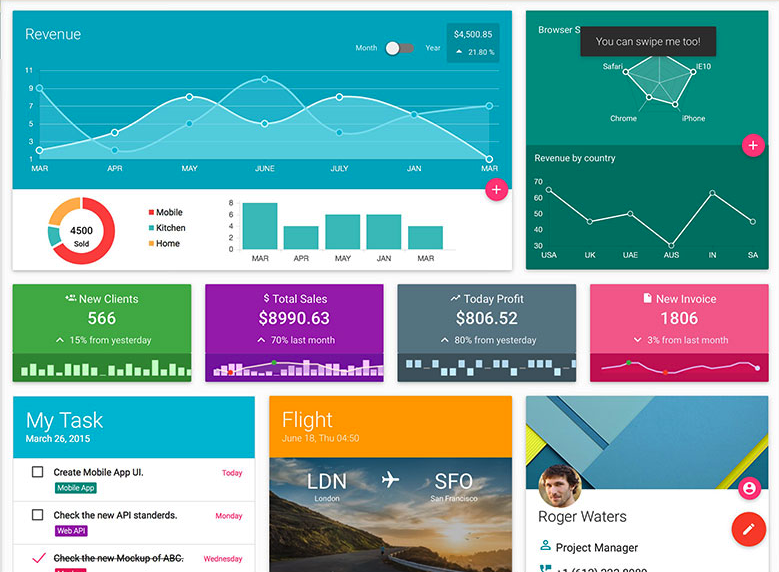 Revenue
Month
Year
$4,500.85
21.80 %
11
9
7
5
3
1
MAR
APR
MAY
JUNE
JULY
JAN
MAR
4500
Sold
Mobile
Kitchen
Home
8
6
4
2
0
MAR
APR
MAY
JUN
MAR
Browser S
You can swipe me too!
Safari
IE10
Chrome
iPhone
Revenue by country
70
60
50
40
30
USA
UK
UAE
AUS
IN
SA
New Clients
566
15% from yesterday
$ Total Sales
$8990.63
70% last month
Today Profit
$806.52
80% from yesterday
New Invoice
1806
3% from last month
My Task
March 26, 2015
Create Mobile App UI.
Today
Mobile App
Check the new API standerds.
Monday
Web API
Check the new Mockup of ABC.
Wednesday
Flight
June 18, Thu 04:50
LDN
London
SFO
San Francisco
Roger Waters
Project Manager